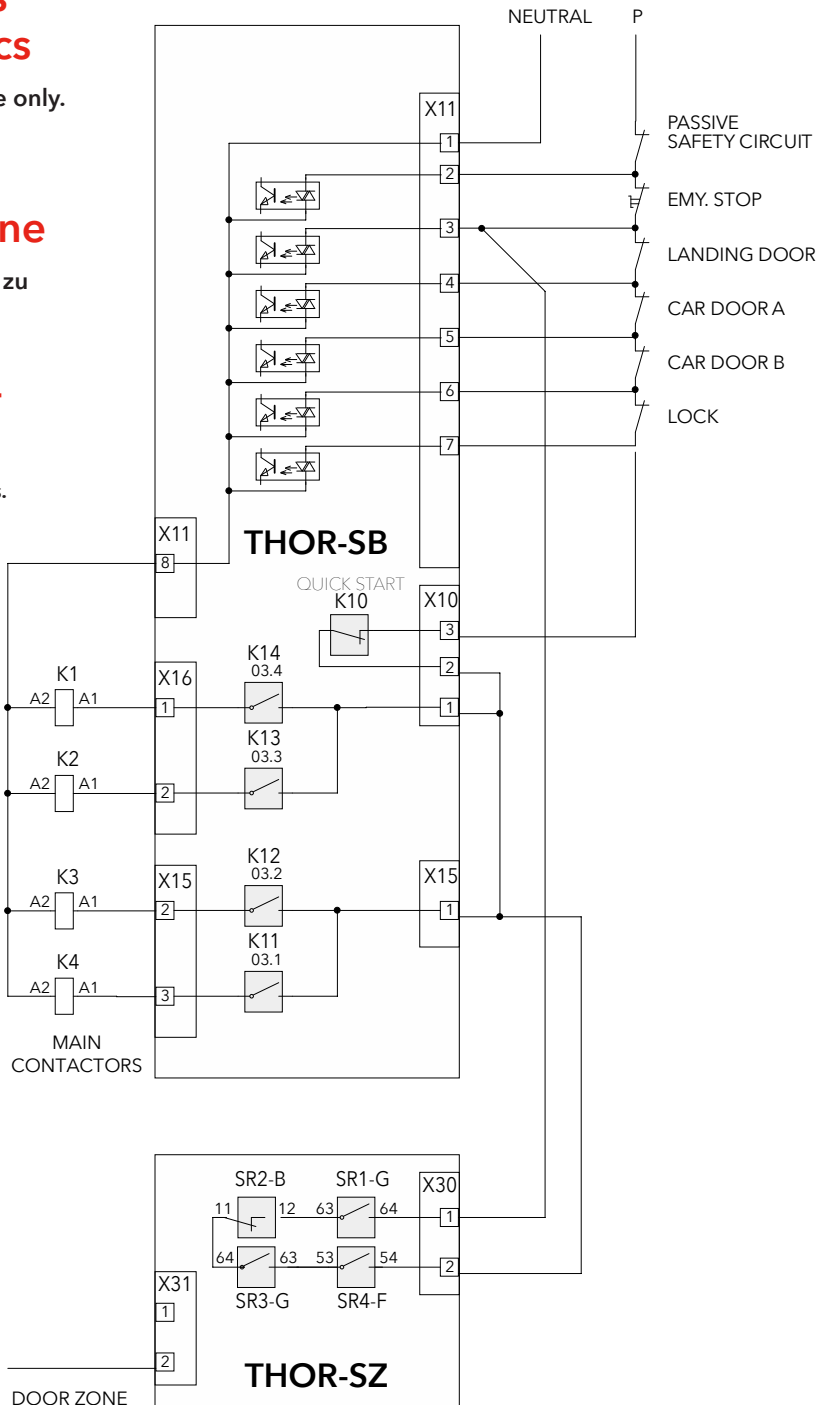 NEUTRAL P
cs
e only.
X11
PASSIVE
SAFETY CIRCUIT
1
2
EMY. STOP
ne
3
zu
LANDING DOOR
4
CAR DOOR A
5
CAR DOOR B
6
LOCK
7
s.
X11
THOR-SB
8
QUICK START
K10
X10
3
K14
03.4
2
K1
X16
A2 A1
1
1
K13
03.3
K2
A2 A1
2
K12
03.2
K3
X15
X15
A2 A1
2
1
K11
03.1
K4
A2 A1
3
MAIN
CONTACTORS
SR2-B SR1-G
X30
11 12 63 64
1
64 63 53 54
2
SR3-G SR4-F
X31
1
2
THOR-SZ
DOOR ZONE